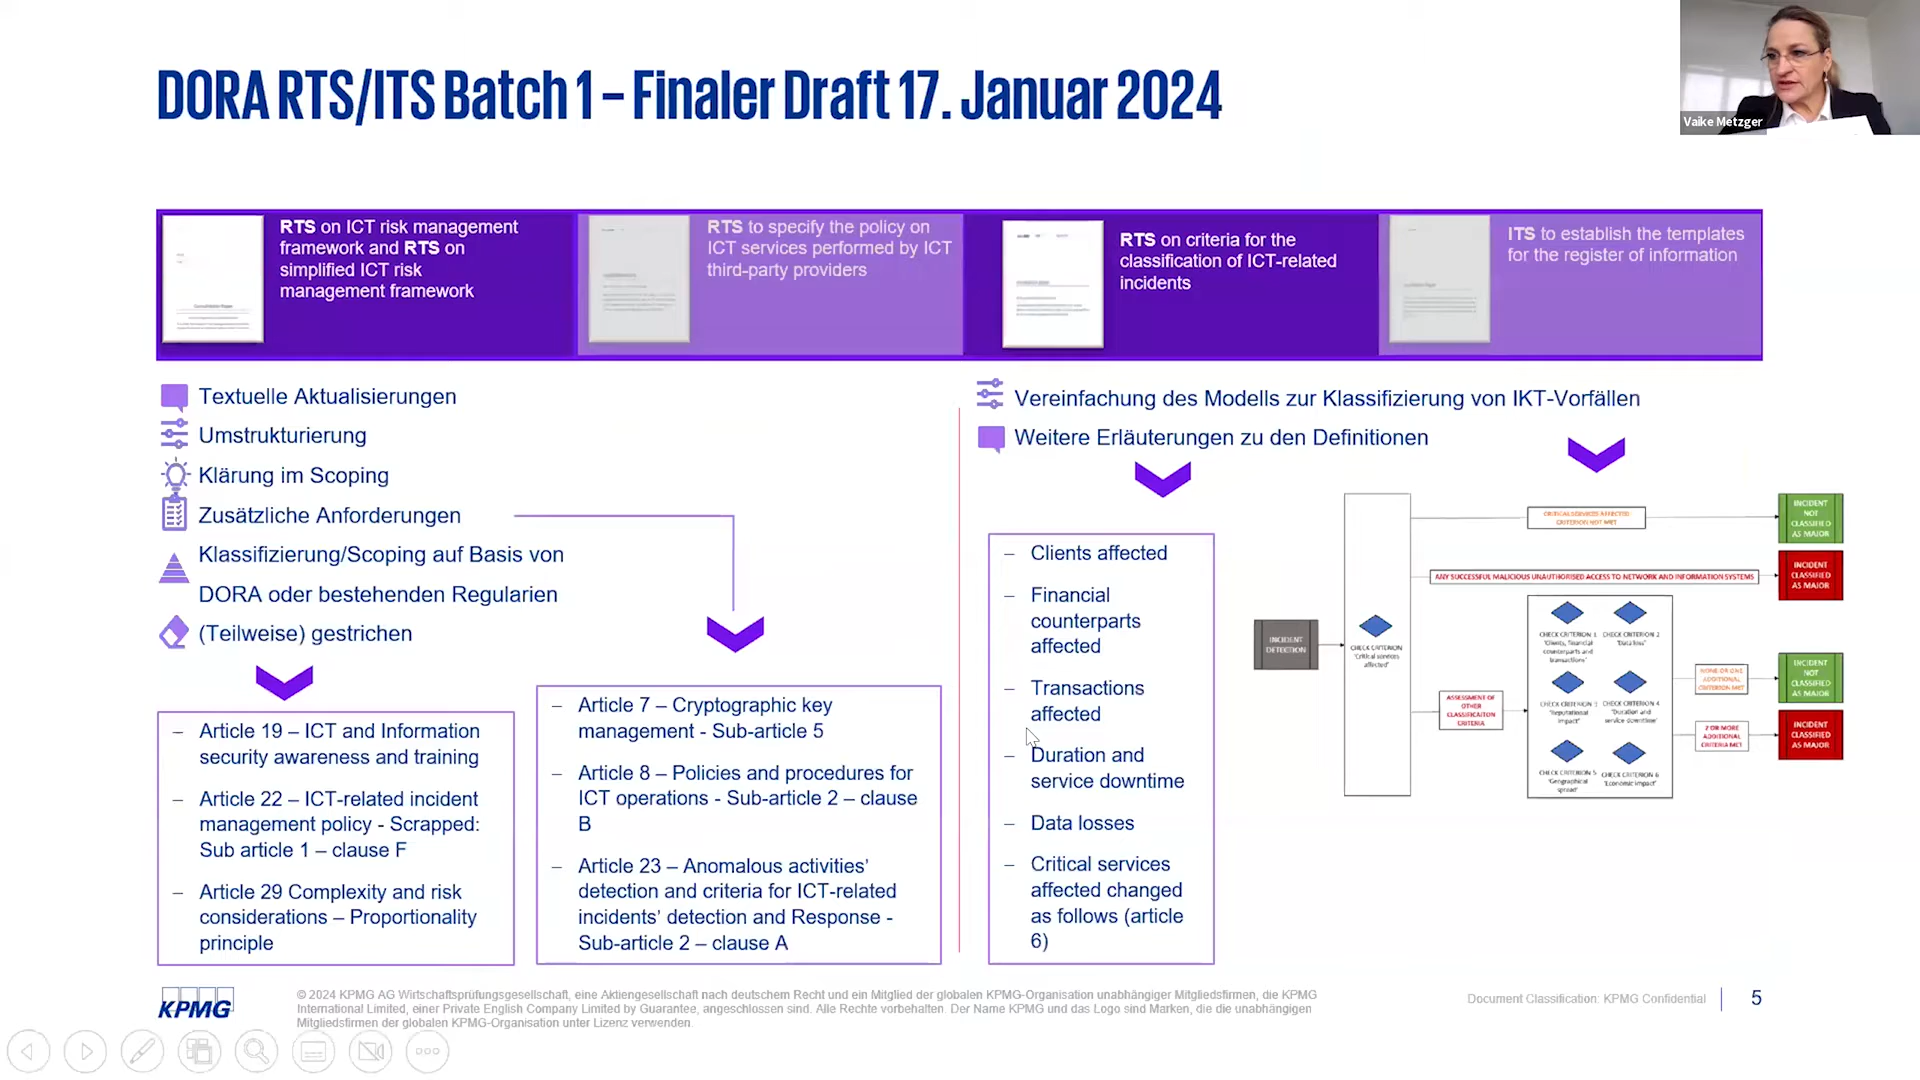 DORA RTS/ITS Batch 1 – Finaler Draft 17. Januar 2024
Vaike Metzger
RTS on ICT risk management
framework and RTS on
simplified ICT risk
management framework
RTS to specify the policy on
ICT services performed by ICT
third-party providers
RTS on criteria for the
classification of ICT-related
incidents
ITS to establish the templates
for the register of information
Textuelle Aktualisierungen
Umstrukturierung
Klärung im Scoping
Zusätzliche Anforderungen
Klassifizierung/Scoping auf Basis von
DORA oder bestehenden Regularien
(Teilweise) gestrichen
– Article 19 – ICT and Information
security awareness and training
– Article 22 – ICT-related incident
management policy - Scrapped:
Sub article 1 – clause F
– Article 29 Complexity and risk
considerations – Proportionality
principle
– Article 7 – Cryptographic key
management - Sub-article 5
– Article 8 – Policies and procedures for
ICT operations - Sub-article 2 – clause
B
– Article 23 – Anomalous activities'
detection and criteria for ICT-related
incidents' detection and Response -
Sub-article 2 – clause A
Vereinfachung des Modells zur Klassifizierung von IKT-Vorfällen
Weitere Erläuterungen zu den Definitionen
– Clients affected
– Financial
counterparts
affected
– Transactions
affected
– Duration and
service downtime
– Data losses
– Critical services
affected changed
as follows (article
6)
INCIDENT
DETECTION
CHECK CRITERION
'Critical services
affected'
CRITICAL SERVICES AFFECTED
CRITERION NOT MET
INCIDENT
NOT
CLASSIFIED
AS MAJOR
ANY SUCCESSFUL MALICIOUS UNAUTHORISED ACCESS TO NETWORK AND INFORMATION SYSTEMS
INCIDENT
CLASSIFIED
AS MAJOR
ASSESSMENT OF
OTHER
CLASSIFICAITON
CRITERIA
CHECK CRITERION 1
'Clients, financial
counterparts and
transactions'
CHECK CRITERION 2
'Data loss'
CHECK CRITERION 3
'Reputational
impact'
CHECK CRITERION 4
'Duration and
service downtime'
CHECK CRITERION 5
'Geographical
spread'
CHECK CRITERION 6
'Economic impact'
NONE OR ONE
ADDITIONAL
CRITERION MET
INCIDENT
NOT
CLASSIFIED
AS MAJOR
2 OR MORE
ADDITIONAL
CRITERIA MET
INCIDENT
CLASSIFIED
AS MAJOR
KPMG
© 2024 KPMG AG Wirtschaftsprüfungsgesellschaft, eine Aktiengesellschaft nach deutschem Recht und ein Mitglied der globalen KPMG-Organisation unabhängiger Mitgliedsfirmen, die KPMG
International Limited, einer Private English Company Limited by Guarantee, angeschlossen sind. Alle Rechte vorbehalten. Der Name KPMG und das Logo sind Marken, die die unabhängigen
Mitgliedsfirmen der globalen KPMG-Organisation unter Lizenz verwenden.
Document Classification: KPMG Confidential
5